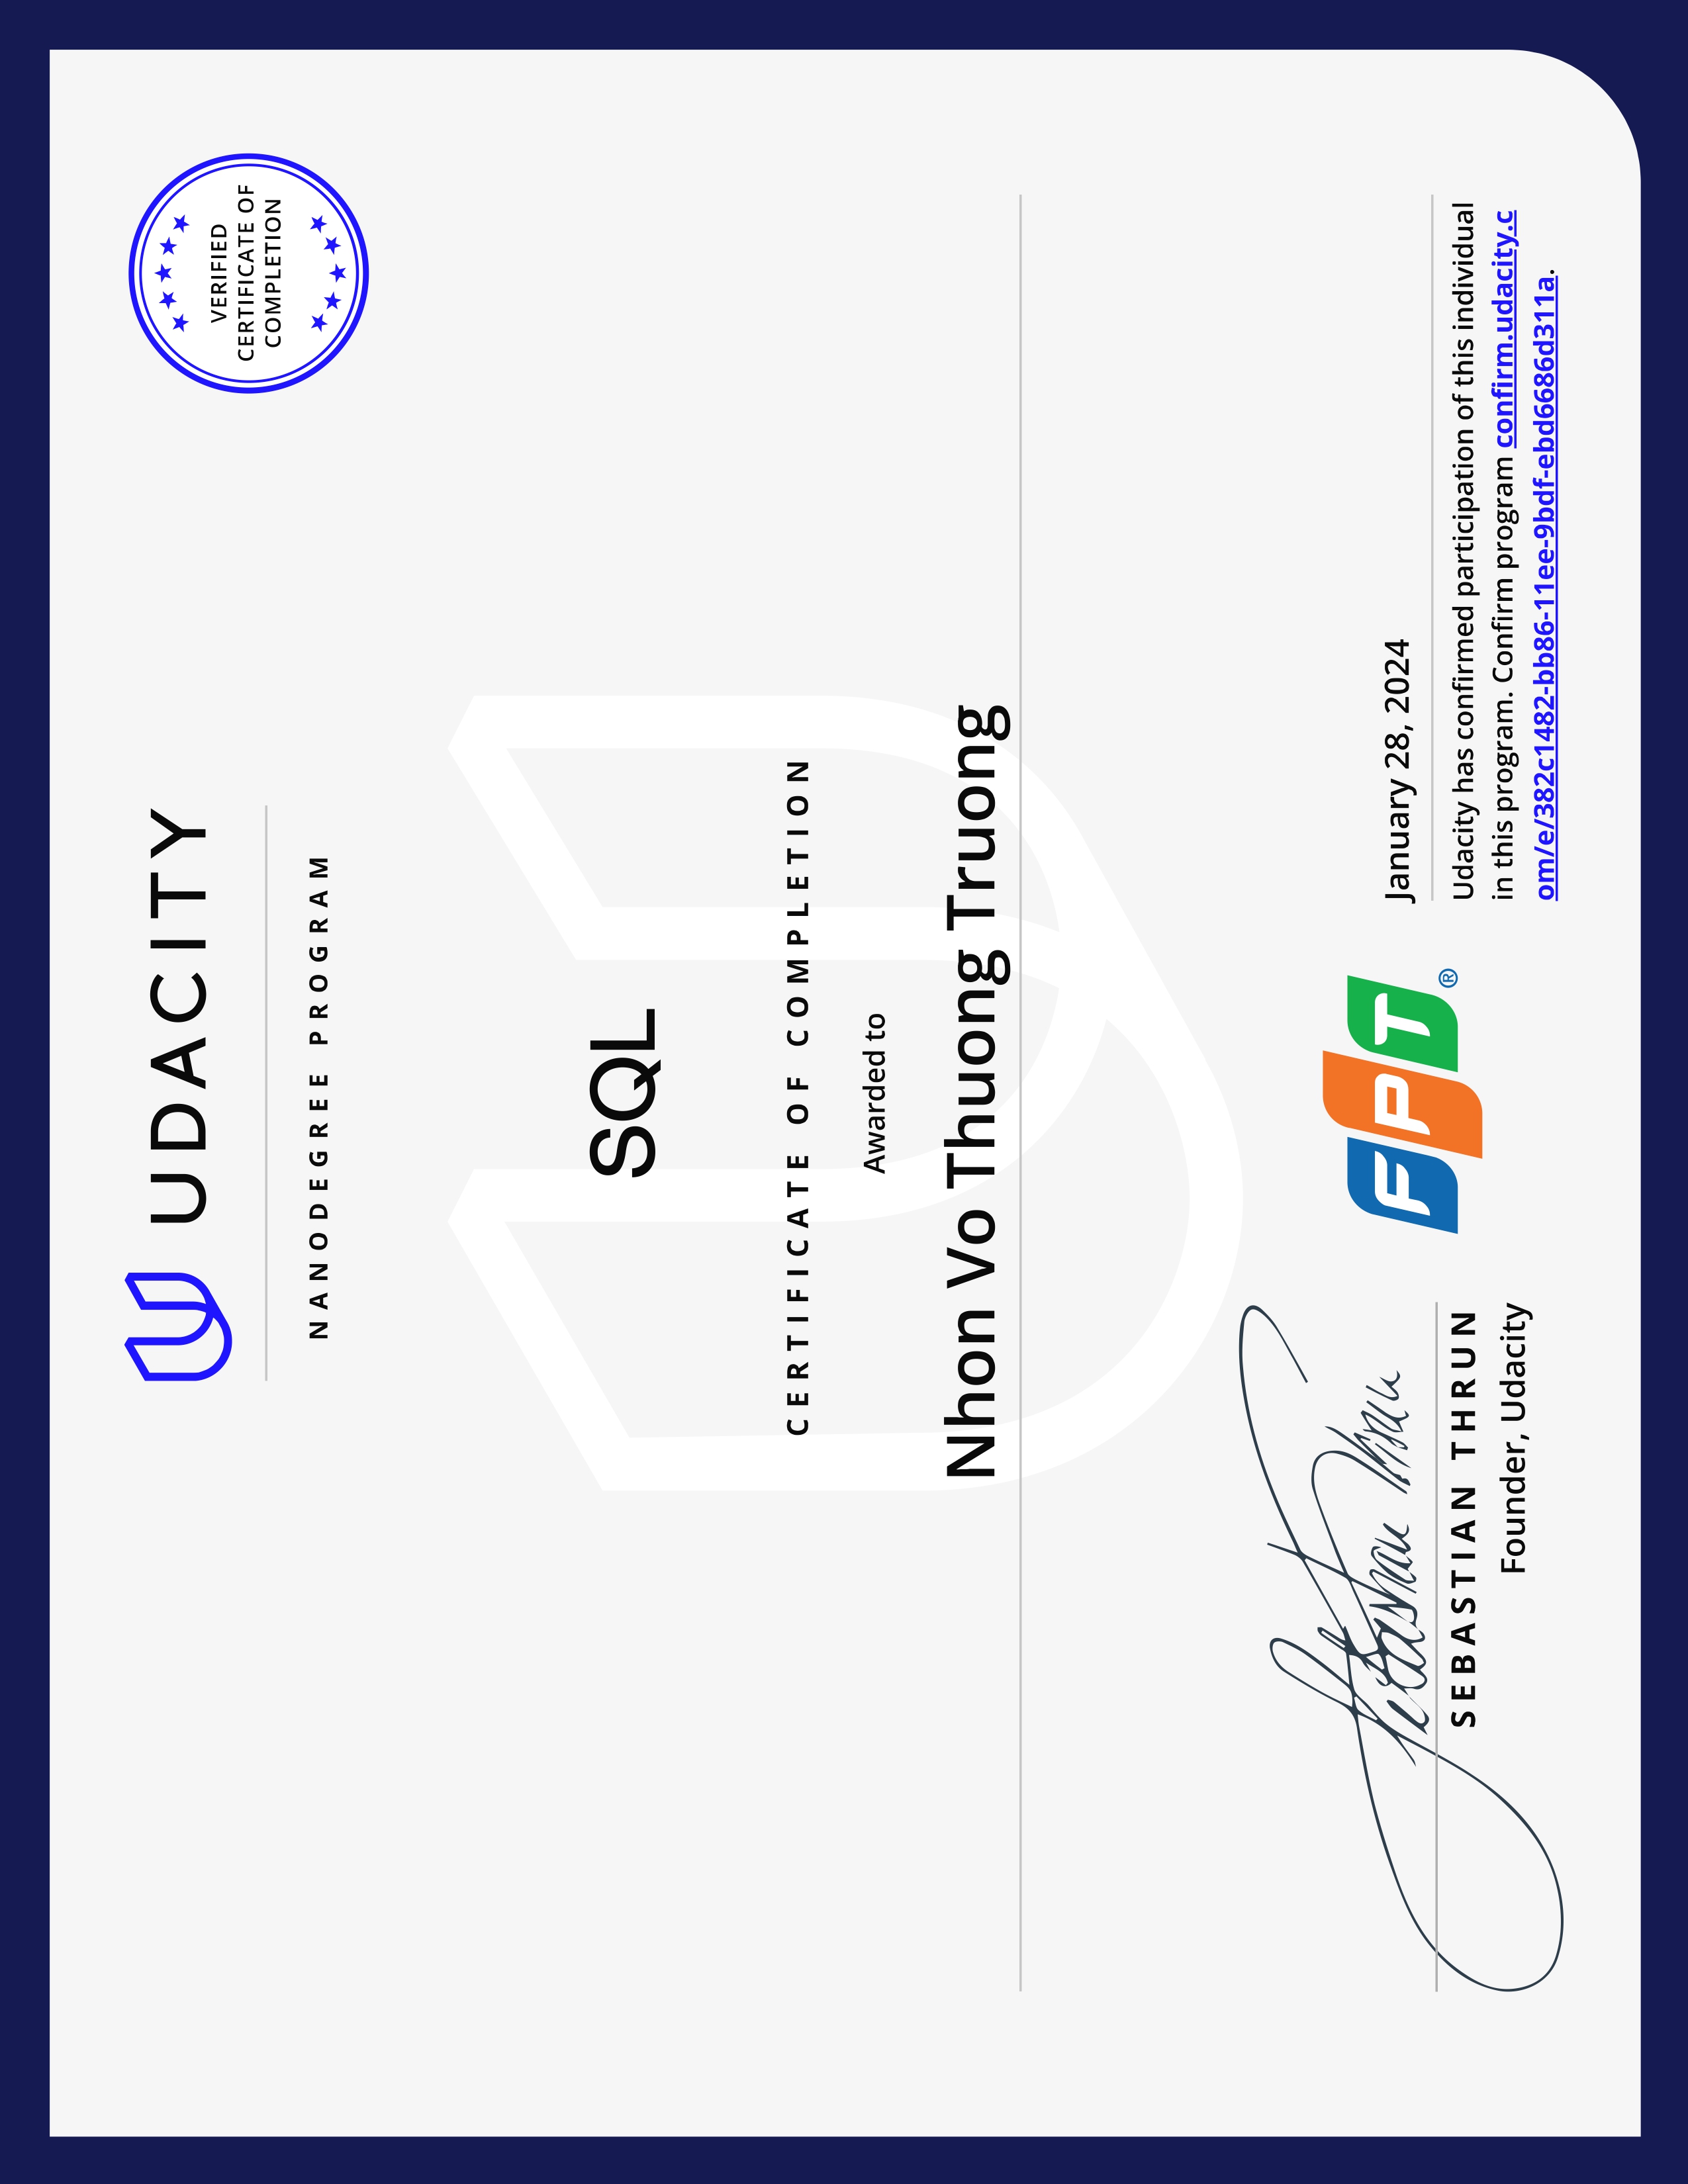 UDACITY
NANODEGREE PROGRAM
VERIFIED
CERTIFICATE OF
COMPLETION
SQL
CERTIFICATE OF COMPLETION
Awarded to
Nhon Vo Thuong Truong
Sebastian Thrun
SEBASTIAN THRUN
Founder, Udacity
FPT®
January 28, 2024
Udacity has confirmed participation of this individual
in this program. Confirm program confirm.udacity.c
om/e/382c1482-bb86-11ee-9bdf-ebd6686d311a.